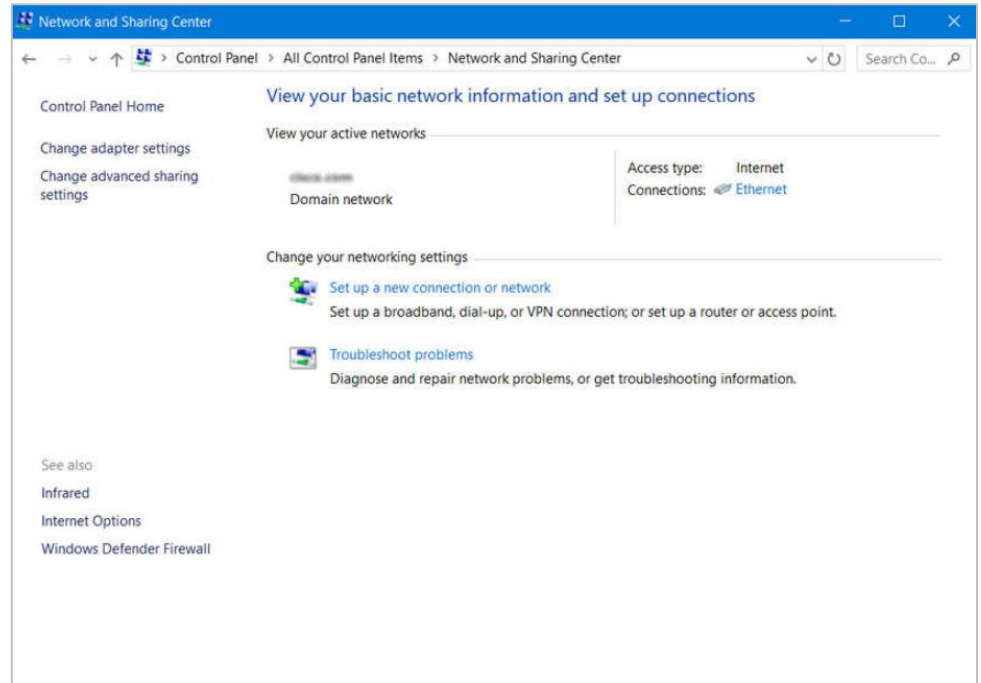 Network and Sharing Center
Control Panel > All Control Panel Items > Network and Sharing Center
Search Co...
Control Panel Home
Change adapter settings
Change advanced sharing
settings
View your basic network information and set up connections
View your active networks
Domain network
Access type: Internet
Connections: Ethernet
Change your networking settings
Set up a new connection or network
Set up a broadband, dial-up, or VPN connection; or set up a router or access point.
Troubleshoot problems
Diagnose and repair network problems, or get troubleshooting information.
See also
Infrared
Internet Options
Windows Defender Firewall